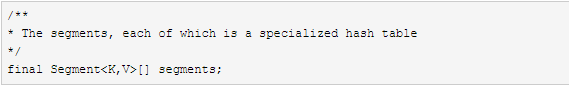 /**
* The segments, each of which is a specialized hash table
*/
final Segment<K,V>[] segments;